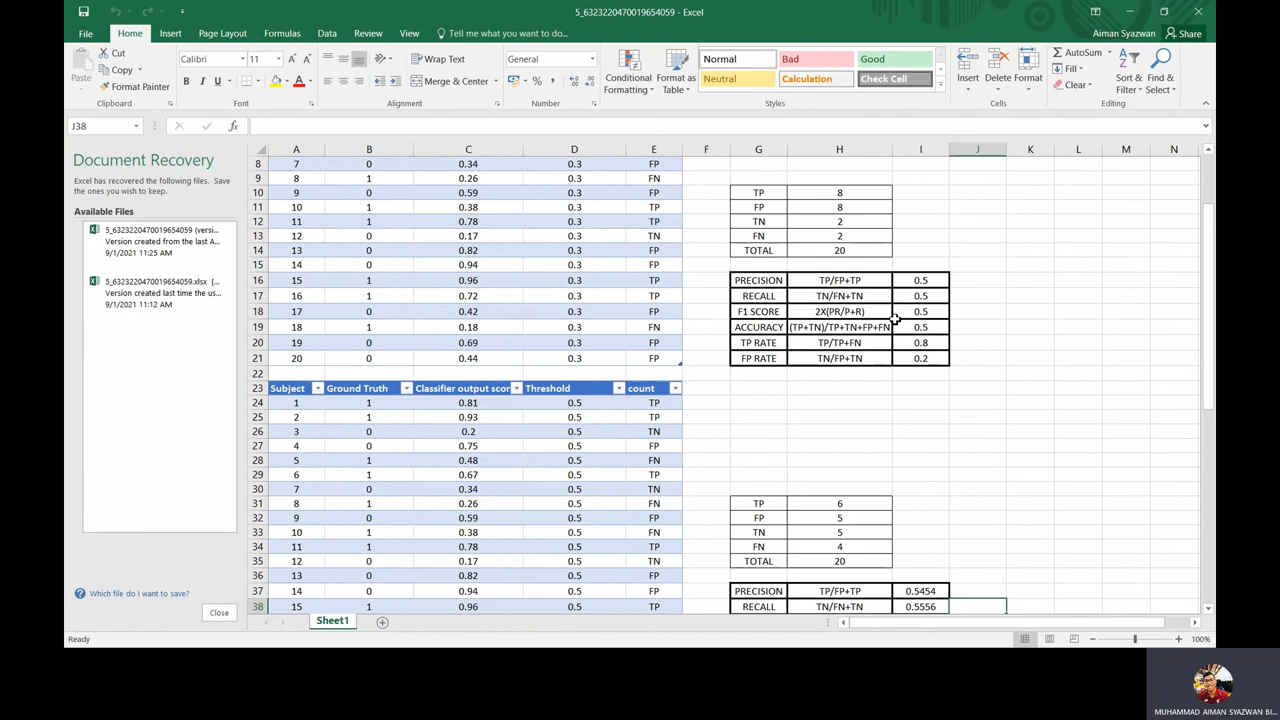 5_6323220470019654059 - Excel
File Home Insert Page Layout Formulas Data Review View Tell me what you want to do... Aiman Syazwan Share
Paste Cut Copy Format Painter Clipboard
Calibri 11 B I U A Font
Wrap Text Merge & Center Alignment
General % , Number
Conditional Formatting Format as Table Normal Bad Good Neutral Calculation Check Cell Styles
Insert Delete Format Cells
AutoSum Fill Clear Sort & Filter Find & Select Editing
J38 fx
Document Recovery
Excel has recovered the following files. Save
the ones you wish to keep.
Available Files
5_6323220470019654059 (versi...
Version created from the last A...
9/1/2021 11:25 AM
5_6323220470019654059.xlsx [...
Version created last time the us...
9/1/2021 11:12 AM
Which file do I want to save?
Close
A B C D E F G H I J K L M N
8 7 0 0.34 0.3 FP
9 8 1 0.26 0.3 FN
10 9 0 0.59 0.3 FP TP 8
11 10 1 0.38 0.3 TP FP 8
12 11 1 0.78 0.3 TP TN 2
13 12 0 0.17 0.3 TN FN 2
14 13 0 0.82 0.3 FP TOTAL 20
15 14 0 0.94 0.3 FP
16 15 1 0.96 0.3 TP PRECISION TP/FP+TP 0.5
17 16 1 0.72 0.3 TP RECALL TN/FN+TN 0.5
18 17 0 0.42 0.3 FP F1 SCORE 2X(PR/P+R) 0.5
19 18 1 0.18 0.3 FN ACCURACY (TP+TN)/TP+TN+FP+FN 0.5
20 19 0 0.69 0.3 FP TP RATE TP/TP+FN 0.8
21 20 0 0.44 0.3 FP FP RATE TN/FP+TN 0.2
22
23 Subject Ground Truth Classifier output scor Threshold count
24 1 1 0.81 0.5 TP
25 2 1 0.93 0.5 TP
26 3 0 0.2 0.5 TN
27 4 0 0.75 0.5 FP
28 5 1 0.48 0.5 FN
29 6 1 0.67 0.5 TP
30 7 0 0.34 0.5 TN
31 8 1 0.26 0.5 FN TP 6
32 9 0 0.59 0.5 FP FP 5
33 10 1 0.38 0.5 FN TN 5
34 11 1 0.78 0.5 TP FN 4
35 12 0 0.17 0.5 TN TOTAL 20
36 13 0 0.82 0.5 FP
37 14 0 0.94 0.5 FP PRECISION TP/FP+TP 0.5454
38 15 1 0.96 0.5 TP RECALL TN/FN+TN 0.5556
Sheet1
Ready 100%
MUHAMMAD AIMAN SYAZWAN BI...